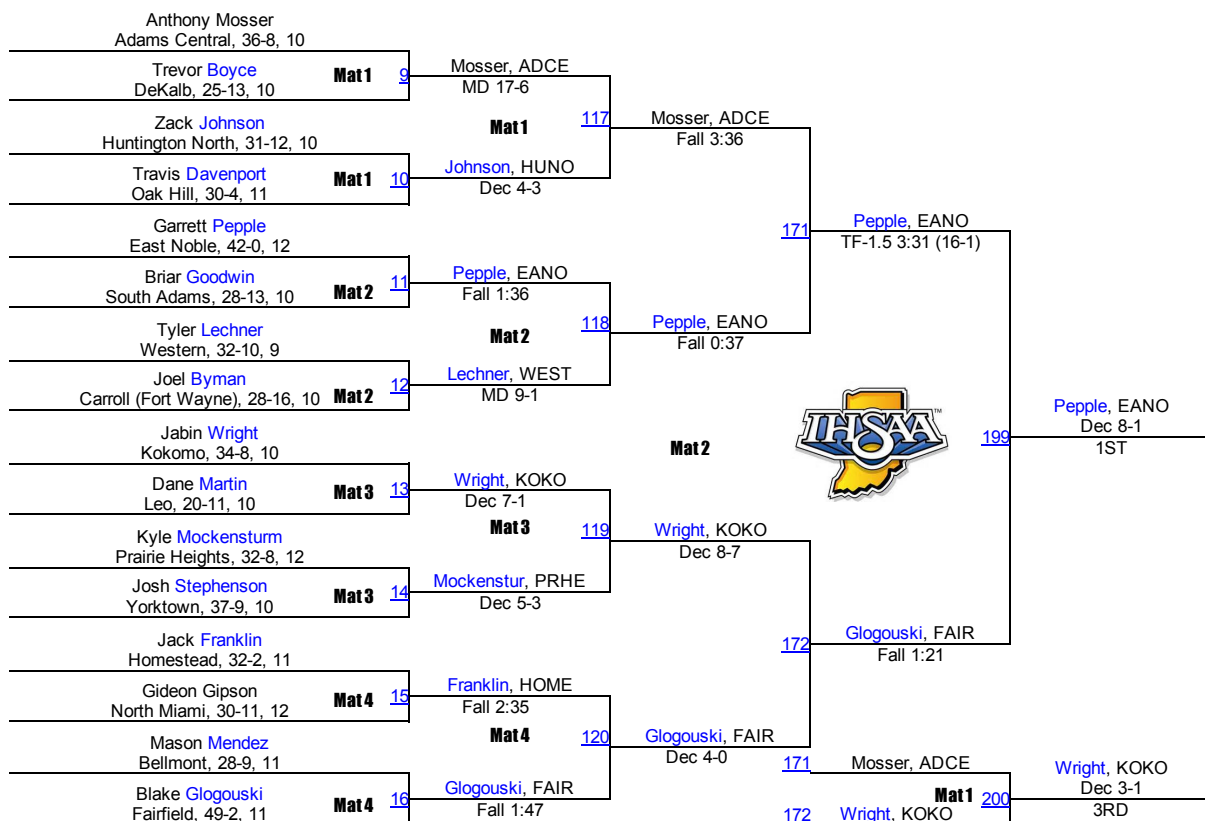 Anthony Mosser
Adams Central, 36-8, 10
Trevor Boyce
DeKalb, 25-13, 10
Mat 1
9
Mosser, ADCE
MD 17-6
Zack Johnson
Huntington North, 31-12, 10
Mat 1
117
Mosser, ADCE
Fall 3:36
Travis Davenport
Oak Hill, 30-4, 11
Mat 1
10
Johnson, HUNO
Dec 4-3
Garrett Pepple
East Noble, 42-0, 12
171
Pepple, EANO
TF-1.5 3:31 (16-1)
Briar Goodwin
South Adams, 28-13, 10
Mat 2
11
Pepple, EANO
Fall 1:36
Tyler Lechner
Western, 32-10, 9
Mat 2
118
Pepple, EANO
Fall 0:37
Joel Byman
Carroll (Fort Wayne), 28-16, 10
Mat 2
12
Lechner, WEST
MD 9-1
IHSAA
TM
Jabin Wright
Kokomo, 34-8, 10
Mat 2
199
Pepple, EANO
Dec 8-1
1ST
Dane Martin
Leo, 20-11, 10
Mat 3
13
Wright, KOKO
Dec 7-1
Kyle Mockensturm
Prairie Heights, 32-8, 12
Mat 3
119
Wright, KOKO
Dec 8-7
Josh Stephenson
Yorktown, 37-9, 10
Mat 3
14
Mockenstur, PRHE
Dec 5-3
Jack Franklin
Homestead, 32-2, 11
172
Glogouski, FAIR
Fall 1:21
Gideon Gipson
North Miami, 30-11, 12
Mat 4
15
Franklin, HOME
Fall 2:35
Mason Mendez
Bellmont, 28-9, 11
Mat 4
120
Glogouski, FAIR
Dec 4-0
Blake Glogouski
Fairfield, 49-2, 11
Mat 4
16
Glogouski, FAIR
Fall 1:47
171
Mosser, ADCE
Mat 1
200
172
Wright, KOKO
Wright, KOKO
Dec 3-1
3RD